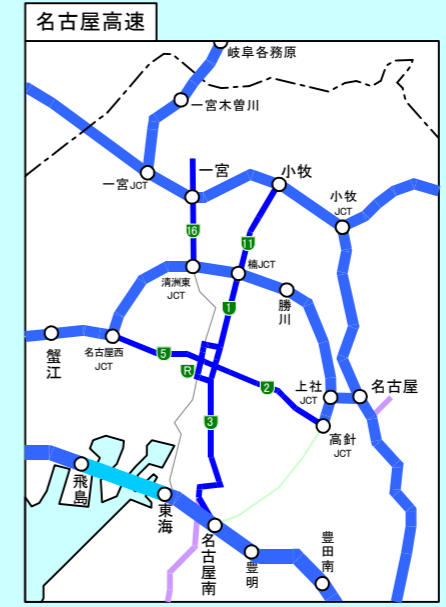 名古屋高速
岐阜各務原
一宮木曽川
一宮JCT
一宮
小牧
小牧
JCT
16
11
清洲東
JCT
楠JCT
勝川
1
蟹江
名古屋西
JCT
5
R
2
上社
JCT
名古屋
3
高針
JCT
飛島
東海
名古屋南
豊明
豊田南